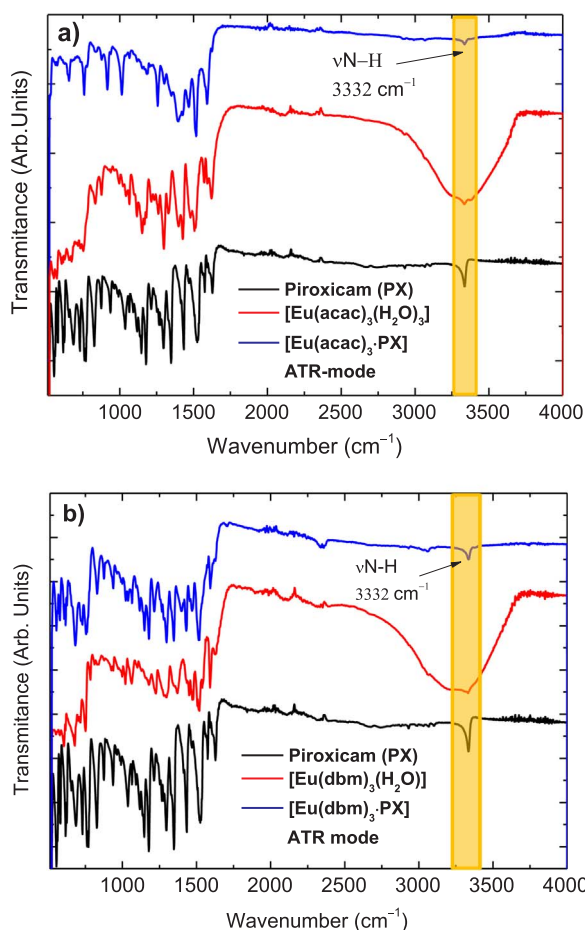 a)
νN–H
3332 cm⁻¹
Transmitance (Arb.Units)
Piroxicam (PX)
[Eu(acac)₃(H₂O)₃]
[Eu(acac)₃·PX]
ATR-mode
1000 1500 2000 2500 3000 3500 4000
Wavenumber (cm⁻¹)
b)
νN-H
3332 cm⁻¹
Transmitance (Arb. Units)
Piroxicam (PX)
[Eu(dbm)₃(H₂O)]
[Eu(dbm)₃·PX]
ATR mode
1000 1500 2000 2500 3000 3500 4000
Wavenumber (cm⁻¹)